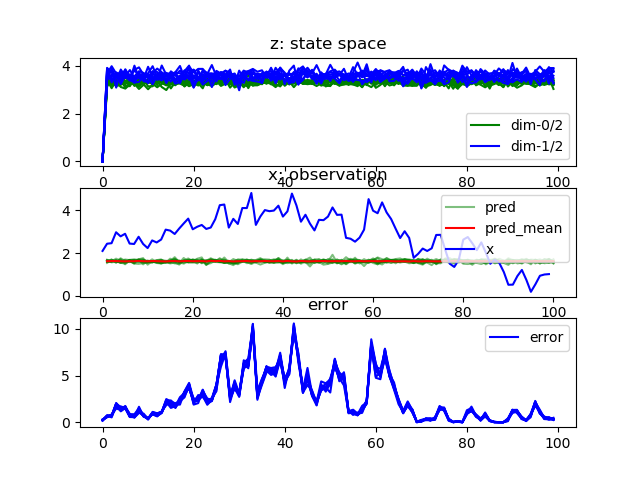 z: state space
4
2
0
dim-0/2
dim-1/2
0 20 40 60 80 100
x: observation
4
2
0
pred
pred_mean
x
0 20 40 60 80 100
error
10
5
0
error
0 20 40 60 80 100